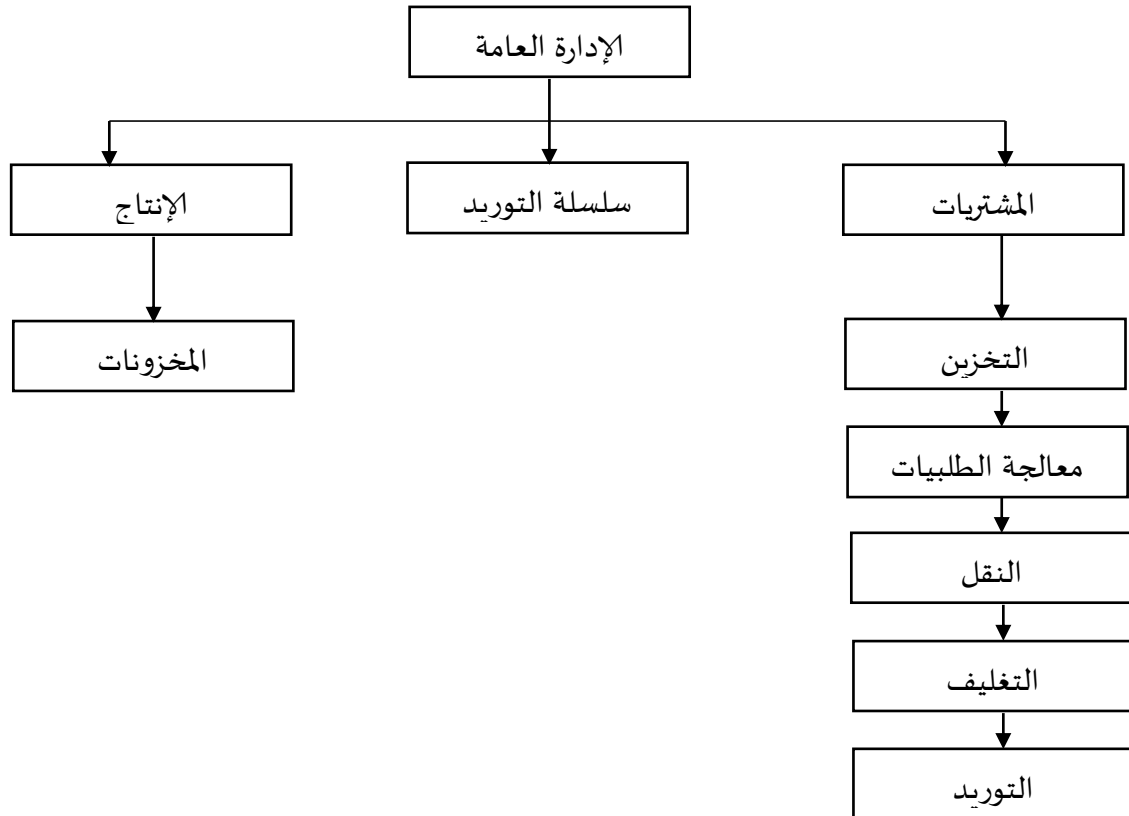 الإدارة العامة
المشتريات
سلسلة التوريد
الإنتاج
التخزين
المخزونات
معالجة الطلبيات
النقل
التغليف
التوريد